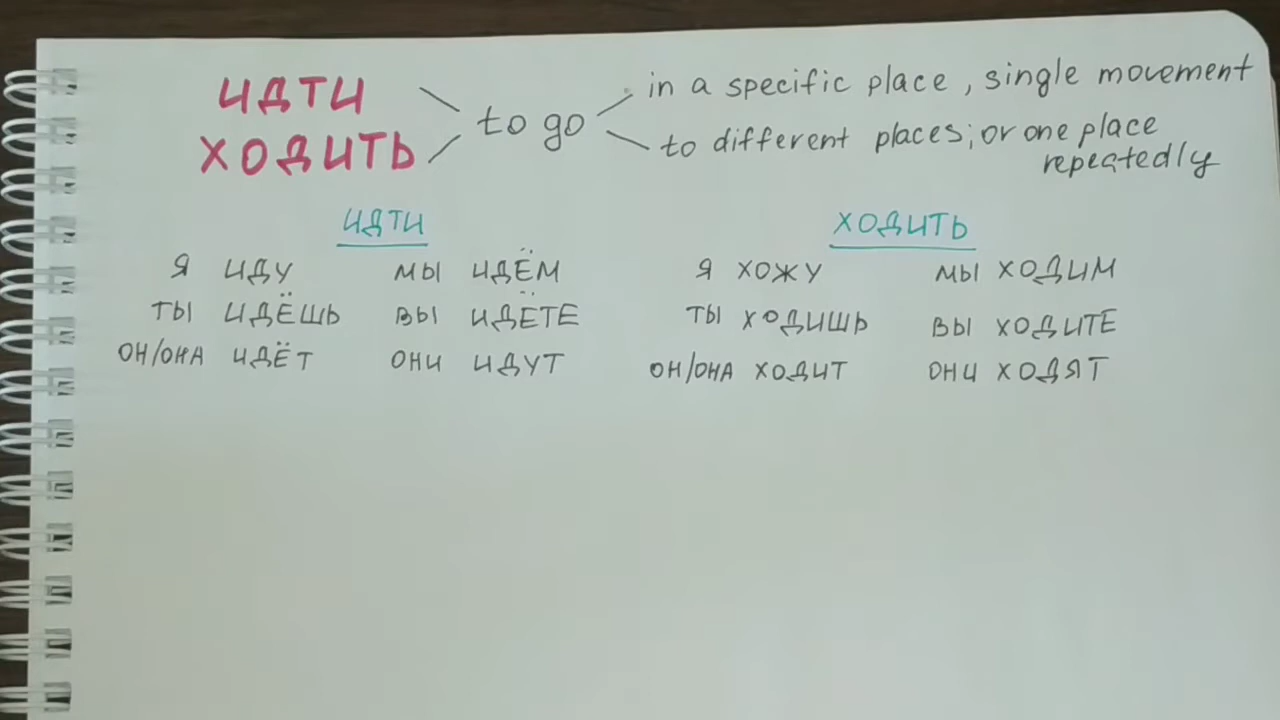 ИДТИ
ХОДИТЬ
to go
in a specific place, single movement
to different places; or one place
repeatedly
ИДТИ
Я ИДУ МЫ ИДЁМ
ТЫ ИДЁШЬ ВЫ ИДЁТЕ
ОН/ОНА ИДЁТ ОНИ ИДУТ
ХОДИТЬ
Я ХОЖУ МЫ ХОДИМ
ТЫ ХОДИШЬ ВЫ ХОДИТЕ
ОН/ОНА ХОДИТ ОНИ ХОДЯТ